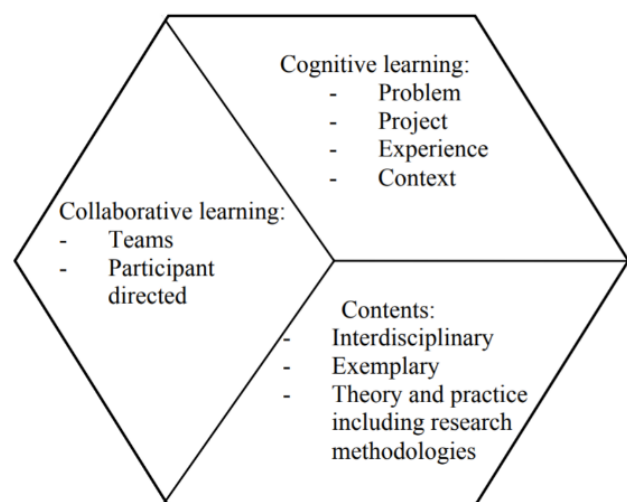 Cognitive learning:
- Problem
- Project
- Experience
- Context
Collaborative learning:
- Teams
- Participant
directed
Contents:
- Interdisciplinary
- Exemplary
- Theory and practice
including research
methodologies